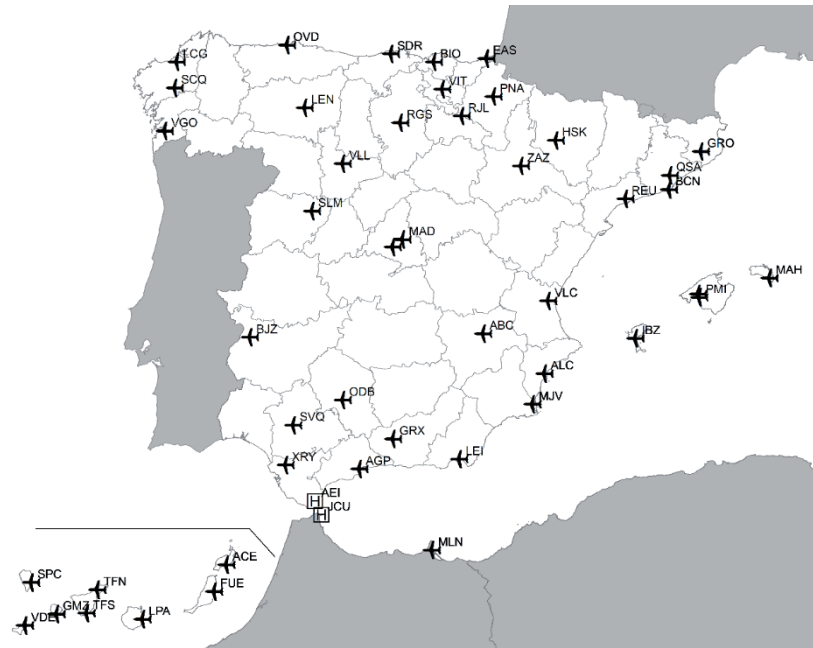 OVD
SDR
LCG
BIO
EAS
SCQ
VIT
PNA
LEN
RJL
RGS
VGO
HSK
GRO
VLL
ZAZ
QSA
BCN
REU
SLM
MAD
MAH
PMI
VLC
BJZ
ABC
IBZ
ALC
ODB
MJV
SVQ
GRX
XRY
AGP
LEI
AEI
H
JCU
H
MLN
ACE
SPC
TFN
FUE
GMZ
TFS
VDE
LPA